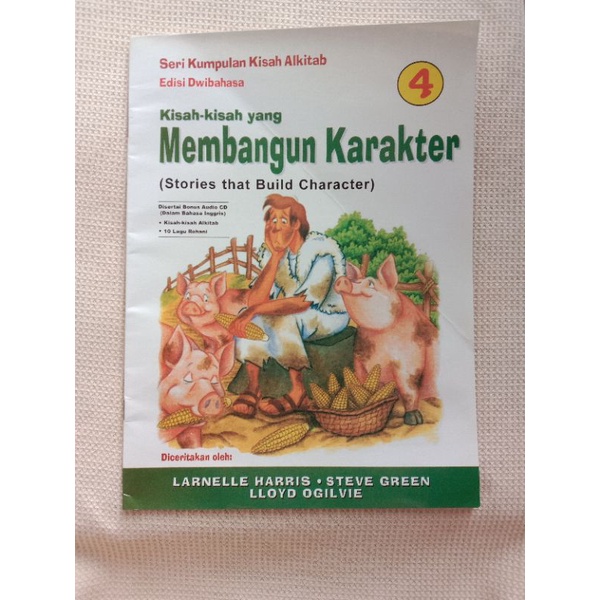 Seri Kumpulan Kisah Alkitab
Edisi Dwibahasa
4
Kisah-kisah yang
Membangun Karakter
(Stories that Build Character)
Disertai Bonus Audio CD
(Dalam Bahasa Inggris)
• Kisah-kisah Alkitab
• 10 Lagu Rohani
Diceritakan oleh:
LARNELLE HARRIS • STEVE GREEN
LLOYD OGILVIE